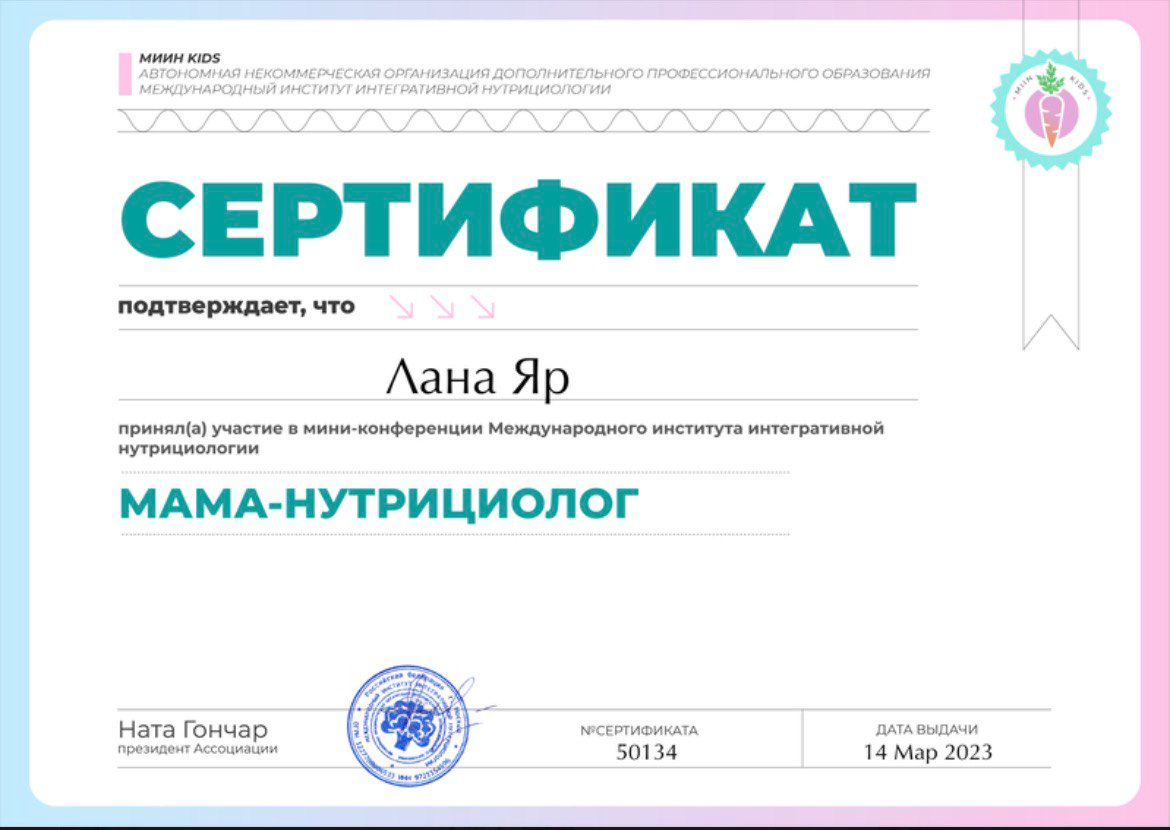 МИИН KIDS
АВТОНОМНАЯ НЕКОММЕРЧЕСКАЯ ОРГАНИЗАЦИЯ ДОПОЛНИТЕЛЬНОГО ПРОФЕССИОНАЛЬНОГО ОБРАЗОВАНИЯ
МЕЖДУНАРОДНЫЙ ИНСТИТУТ ИНТЕГРАТИВНОЙ НУТРИЦИОЛОГИИ
MIIN KIDS
СЕРТИФИКАТ
подтверждает, что
Лана Яр
принял(а) участие в мини-конференции Международного института интегративной
нутрициологии
МАМА-НУТРИЦИОЛОГ
Ната Гончар
президент Ассоциации
Российская Федерация
№СЕРТИФИКАТА
50134
ДАТА ВЫДАЧИ
14 Мар 2023